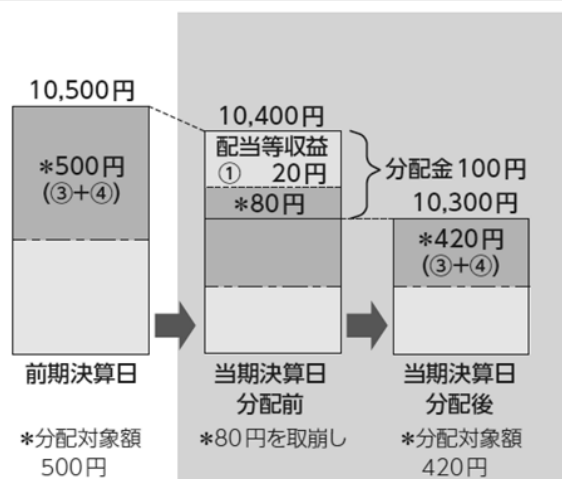 10,500円
*500円
(③+④)
前期決算日
*分配対象額
500円
10,400円
配当等収益
① 20円
*80円
分配金100円
当期決算日
分配前
*80円を取崩し
10,300円
*420円
(③+④)
当期決算日
分配後
*分配対象額
420円